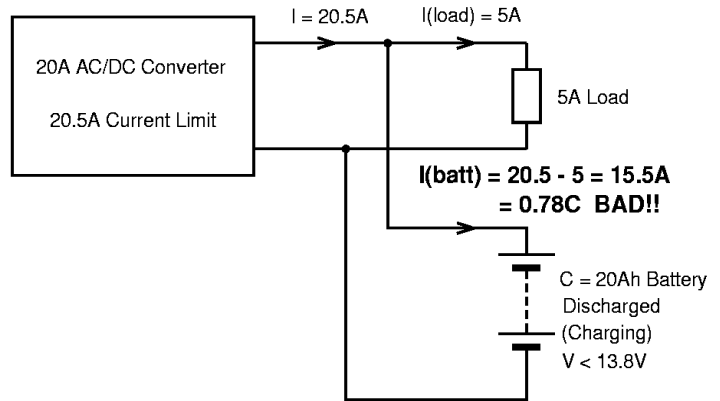 I = 20.5A
I(load) = 5A
20A AC/DC Converter
20.5A Current Limit
5A Load
I(batt) = 20.5 - 5 = 15.5A
= 0.78C  BAD!!
C = 20Ah Battery
Discharged
(Charging)
V < 13.8V